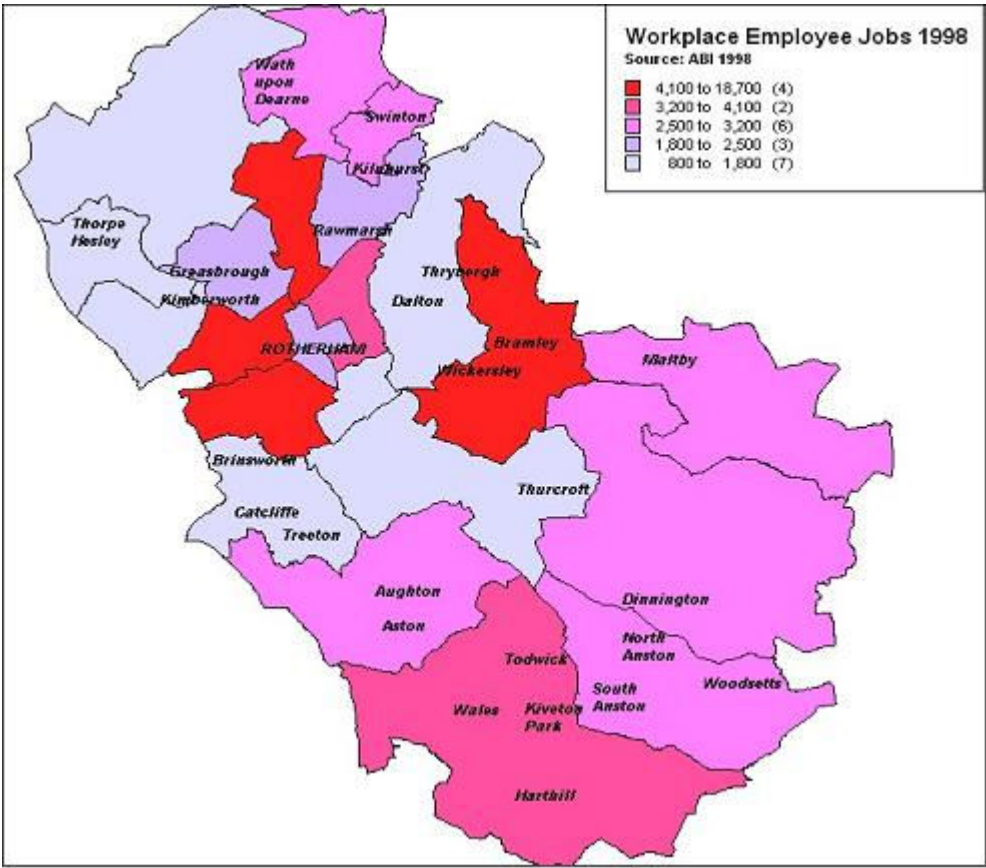 Workplace Employee Jobs 1998
Source: ABI 1998
4,100 to 18,700 (4)
3,200 to 4,100 (2)
2,500 to 3,200 (6)
1,800 to 2,500 (3)
800 to 1,800 (7)
Wath
upon
Dearne
Swinton
Kilnhurst
Thorpe
Hesley
Rawmarsh
Greasbrough
Thrybergh
Kimberworth
Dalton
ROTHERHAM
Bramley
Maltby
Wickersley
Brinsworth
Thurcroft
Catcliffe
Treeton
Aughton
Dinnington
Aston
North
Anston
Todwick
Woodsetts
South
Anston
Wales
Kiveton
Park
Harthill